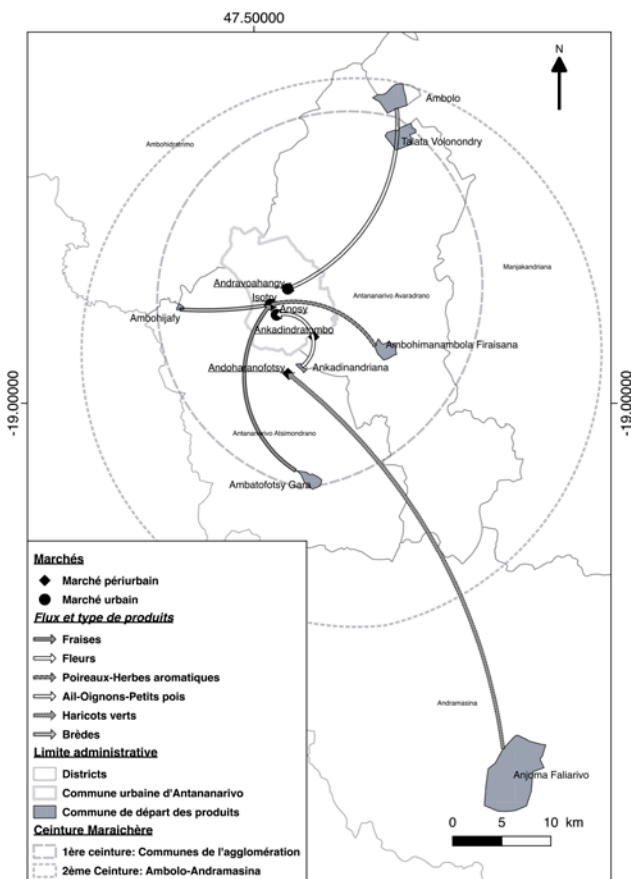 47.50000
N
Ambolo
Talata Volonondry
Ambohidratrimo
Manjakandriana
Andravoahangy
Isotry
Antananarivo Avaradrano
Anosy
Ambohijafy
Ankadindratombo
Ambohimanambola Firaisana
Andoharanofotsy
Ankadinandriana
-19.00000
-19.00000
Antananarivo Atsimondrano
Ambatofotsy Gara
Marchés
Marché périurbain
Marché urbain
Flux et type de produits
Fraises
Fleurs
Poireaux-Herbes aromatiques
Ail-Oignons-Petits pois
Haricots verts
Brèdes
Limite administrative
Districts
Commune urbaine d'Antananarivo
Commune de départ des produits
Ceinture Maraichère
1ère ceinture: Communes de l'agglomération
2ème Ceinture: Ambolo-Andramasina
Andramasina
Anjoma Faliarivo
0 5 10 km